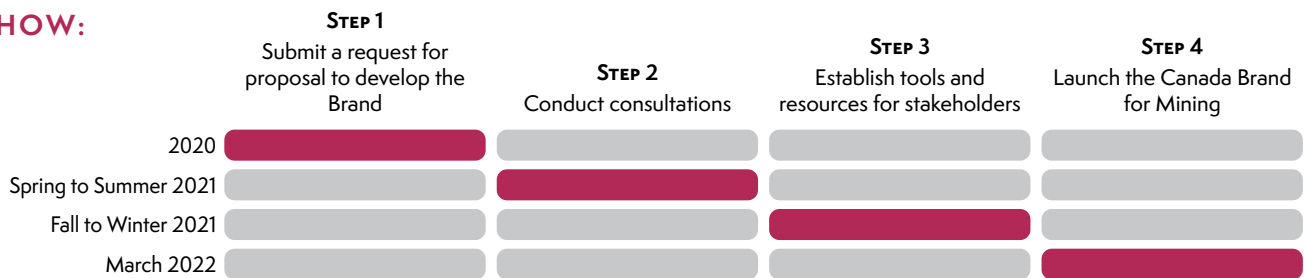 HOW:
STEP 1
Submit a request for
proposal to develop the
Brand
STEP 2
Conduct consultations
STEP 3
Establish tools and
resources for stakeholders
STEP 4
Launch the Canada Brand
for Mining
2020
Spring to Summer 2021
Fall to Winter 2021
March 2022